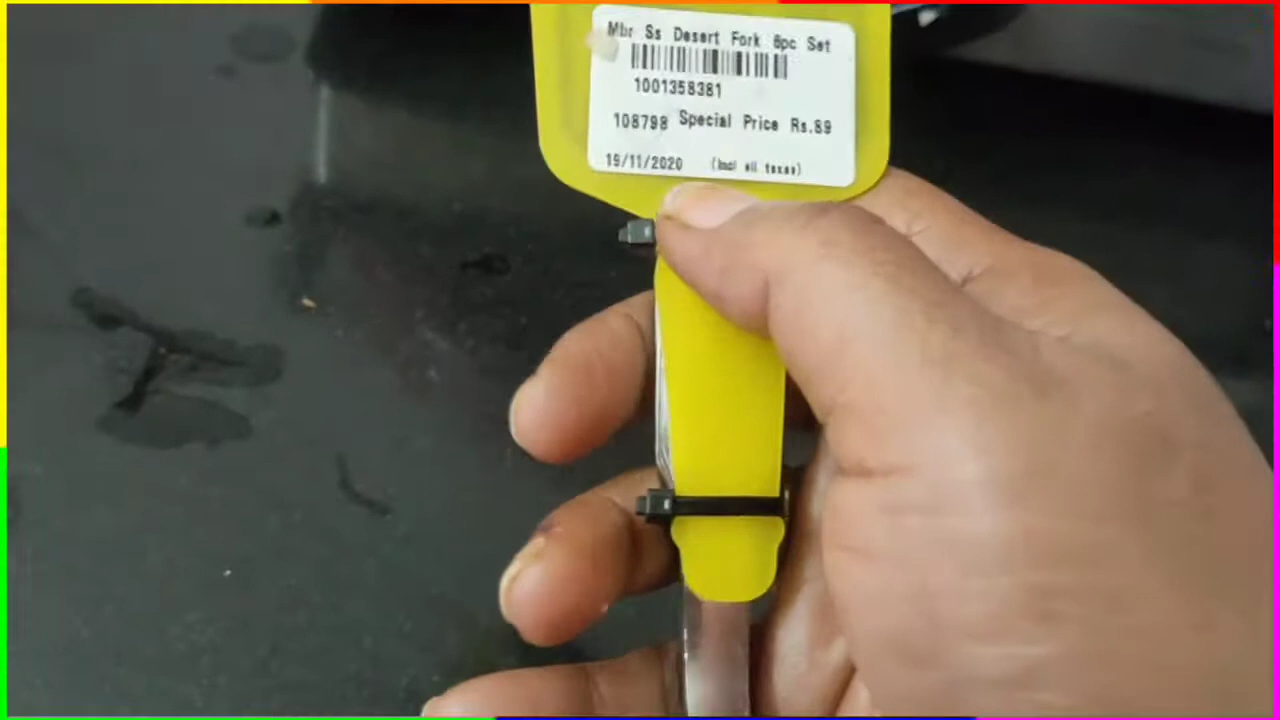 Mbr Ss Desert Fork 6pc Set
1001358381
108798 Special Price Rs.89
19/11/2020 (Incl all taxes)